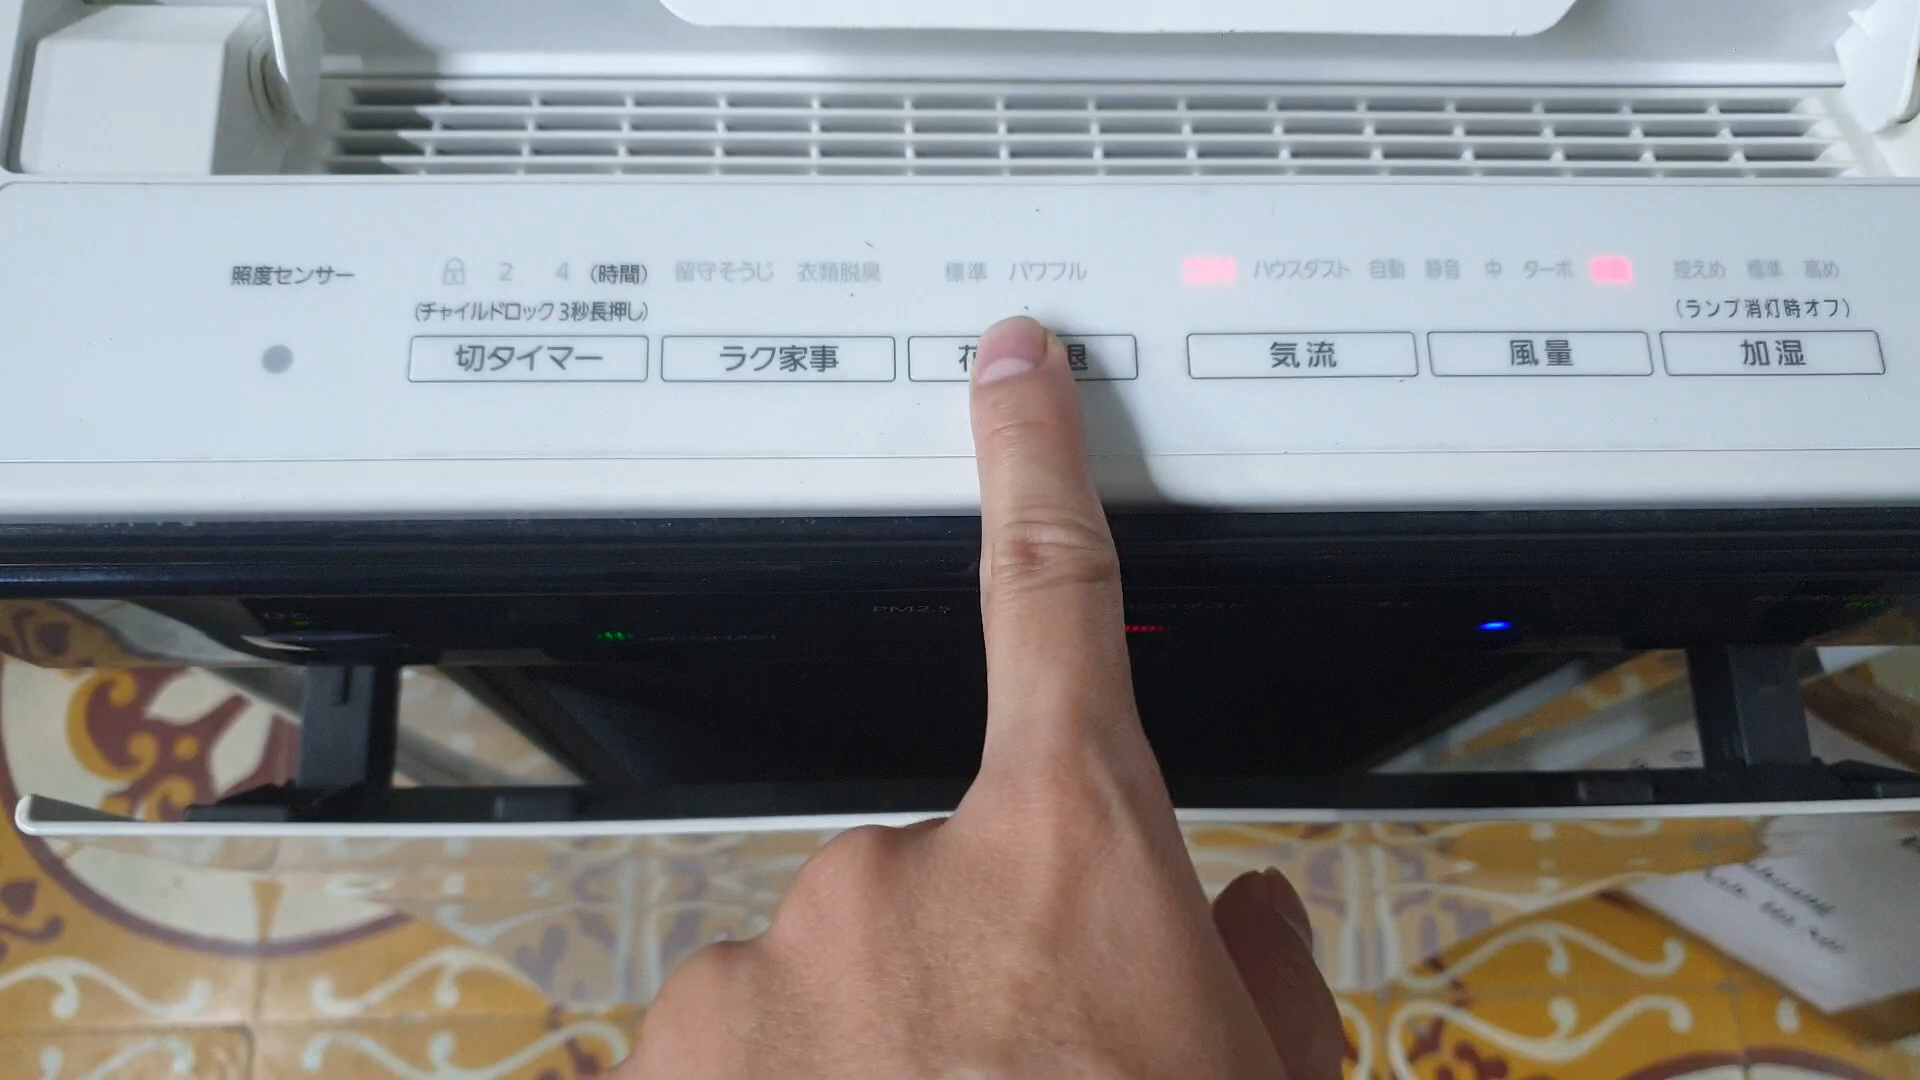 照度センサー
2 4 (時間) 留守そうじ 衣類脱臭 標準 パワフル ハウスダスト 自動 静音 中 ターボ 控えめ 標準 高め
(チャイルドロック3秒長押し) (ランプ消灯時オフ)
切タイマー ラク家事 花 退 気流 風量 加湿
PM2.5